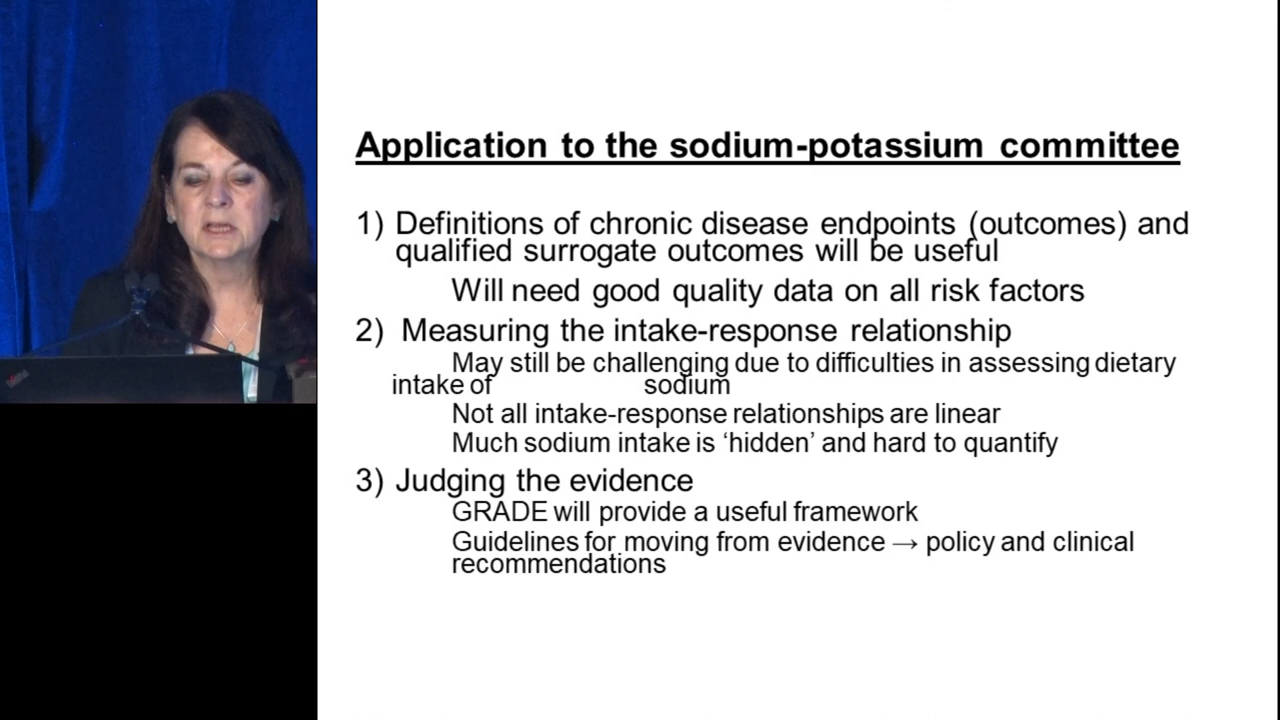 Application to the sodium-potassium committee
1) Definitions of chronic disease endpoints (outcomes) and
qualified surrogate outcomes will be useful
Will need good quality data on all risk factors
2) Measuring the intake-response relationship
May still be challenging due to difficulties in assessing dietary
intake of sodium
Not all intake-response relationships are linear
Much sodium intake is ‘hidden’ and hard to quantify
3) Judging the evidence
GRADE will provide a useful framework
Guidelines for moving from evidence → policy and clinical
recommendations